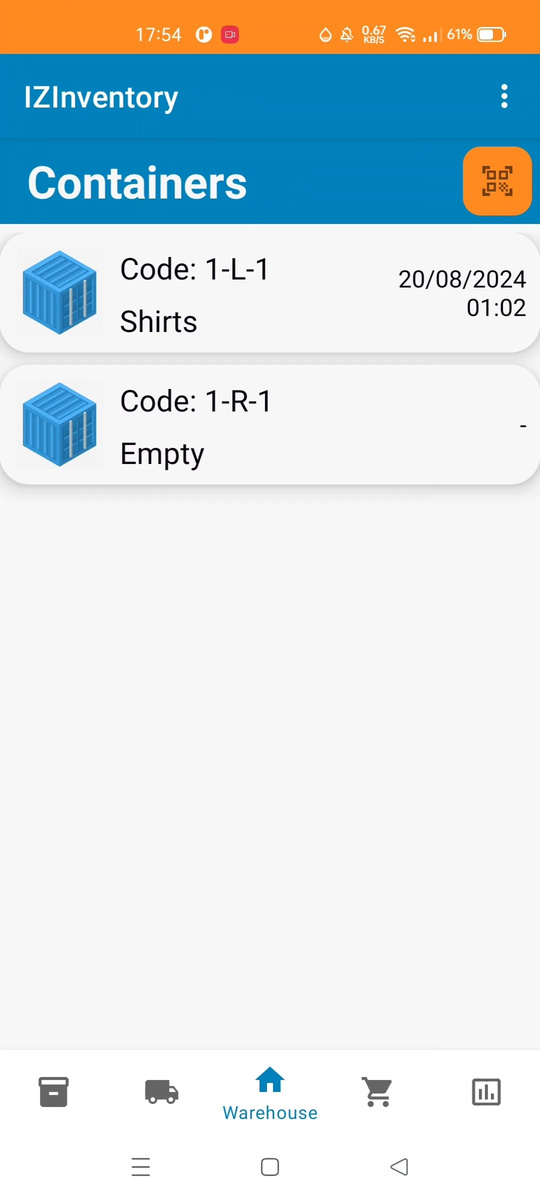 17:54
0.67
KB/S
61%
IZInventory
Containers
Code: 1-L-1
20/08/2024
01:02
Shirts
Code: 1-R-1
-
Empty
Warehouse